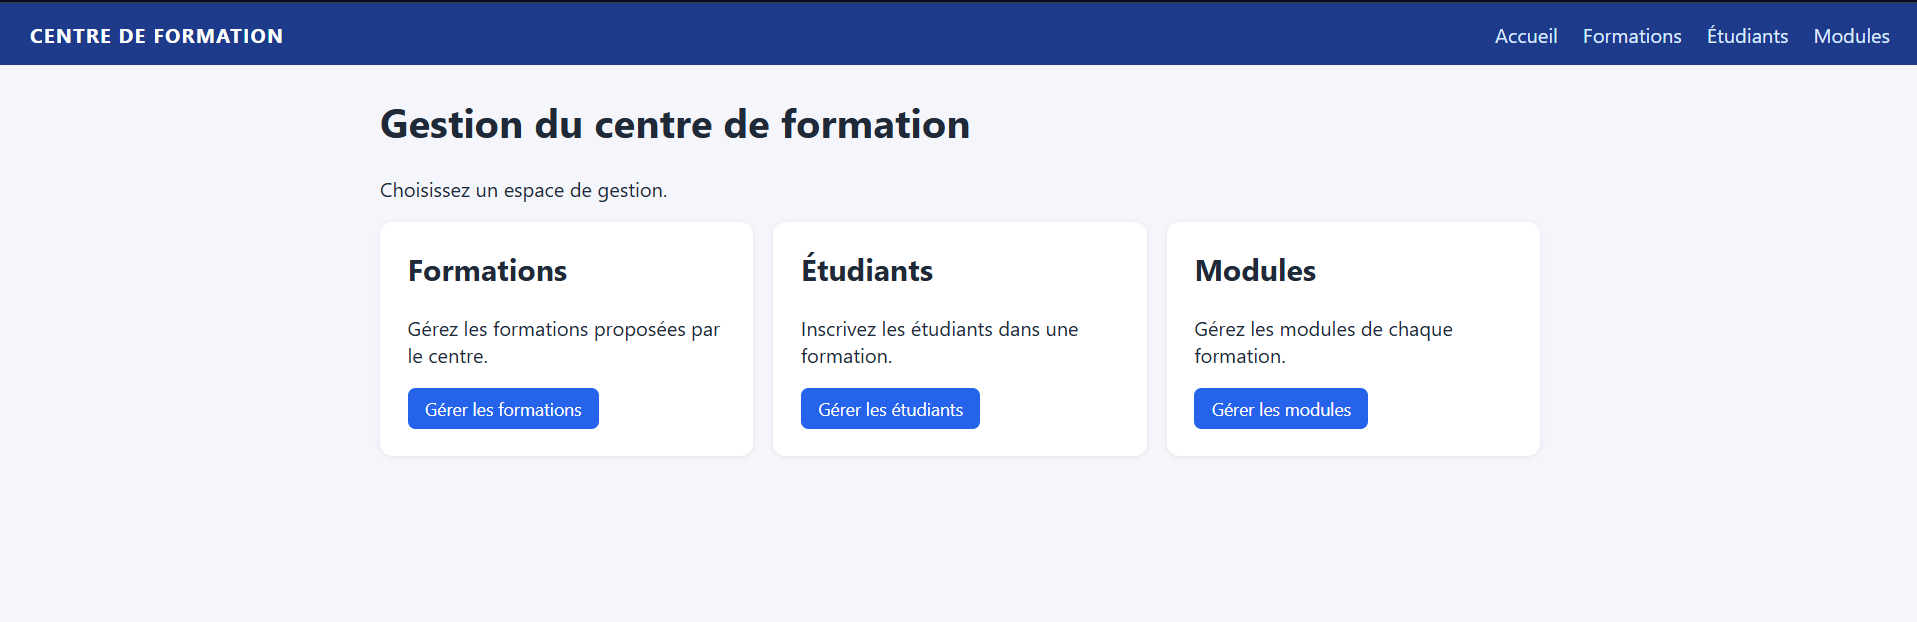 CENTRE DE FORMATION
Accueil Formations Étudiants Modules
Gestion du centre de formation
Choisissez un espace de gestion.
Formations
Gérez les formations proposées par
le centre.
Gérer les formations
Étudiants
Inscrivez les étudiants dans une
formation.
Gérer les étudiants
Modules
Gérez les modules de chaque
formation.
Gérer les modules